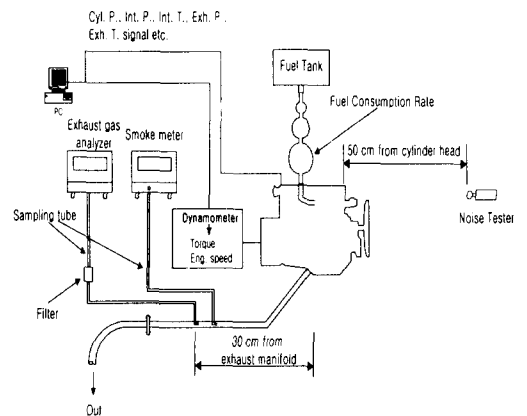 Cyl. P., Int. P., Int. T., Exh. P.,
Exh. T. signal etc.
Fuel Tank
PC
Fuel Consumption Rate
Exhaust gas
analyzer
Smoke meter
50 cm from cylinder head
Sampling tube
Dynamometer
Torque
Eng. speed
Noise Tester
Filter
30 cm from
exhaust manifold
Out